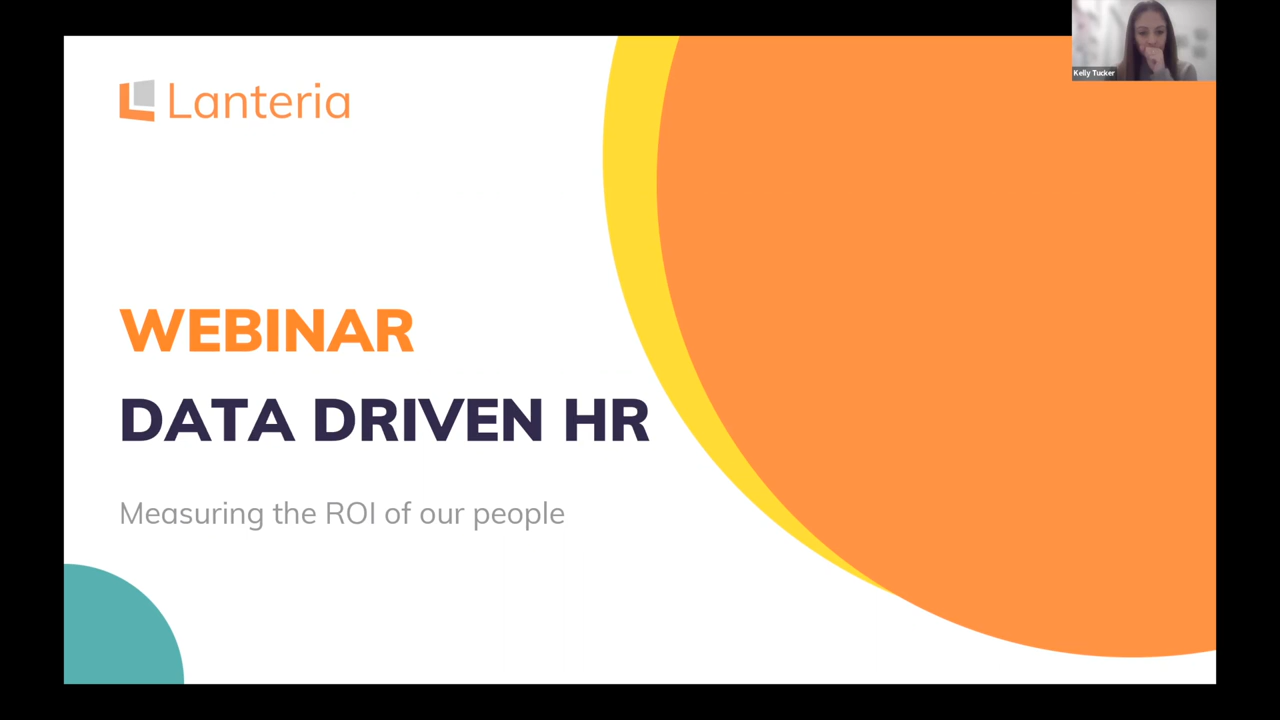 Lanteria
Kelly Tucker
WEBINAR
DATA DRIVEN HR
Measuring the ROI of our people